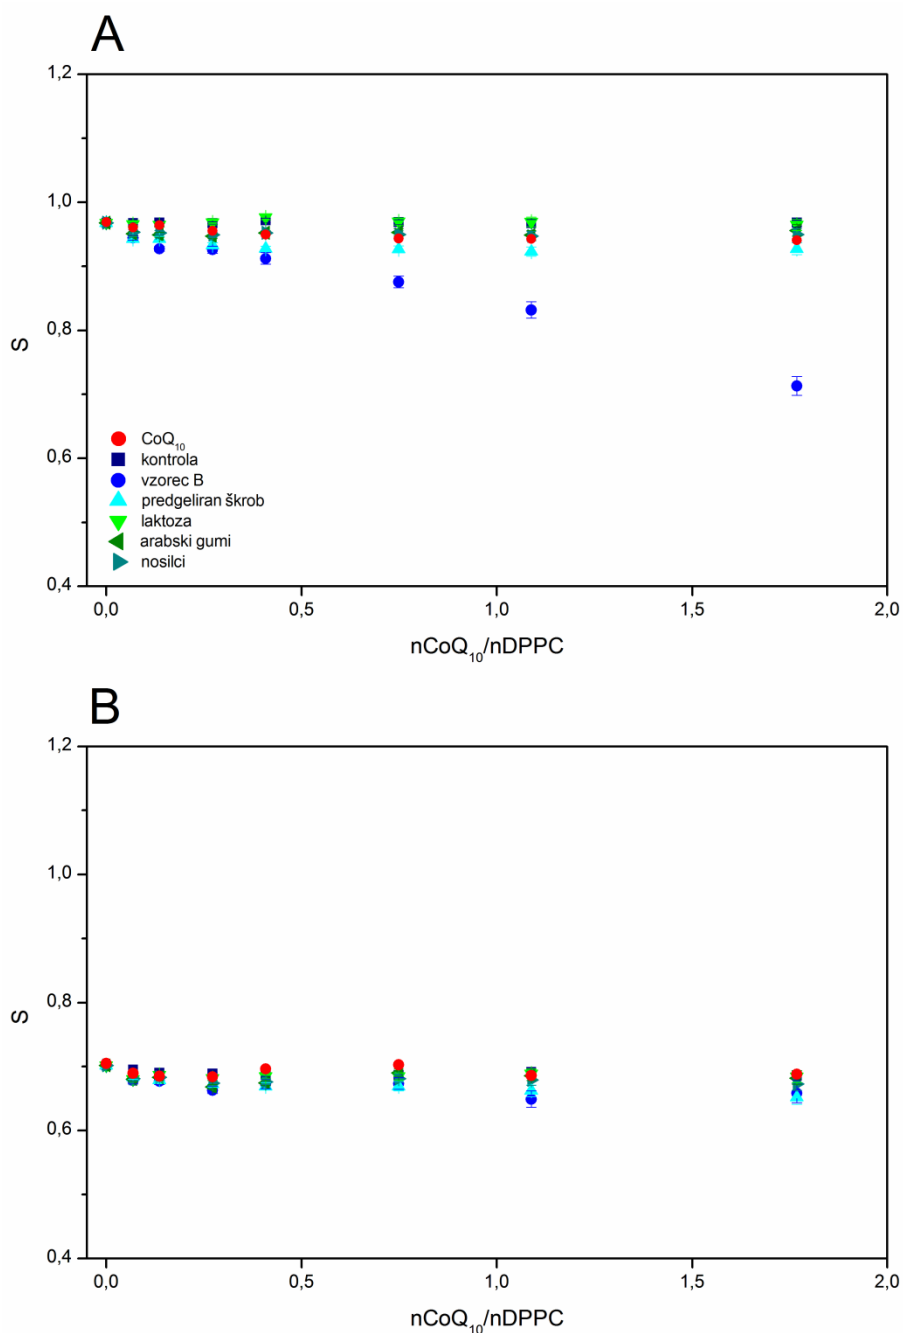 A
1,2
1,0
0,8
0,6
0,4
S
CoQ10
kontrola
vzorec B
predgeliran škrob
laktoza
arabski gumi
nosilci
0,0 0,5 1,0 1,5 2,0
nCoQ10/nDPPC
B
1,2
1,0
0,8
0,6
0,4
S
0,0 0,5 1,0 1,5 2,0
nCoQ10/nDPPC